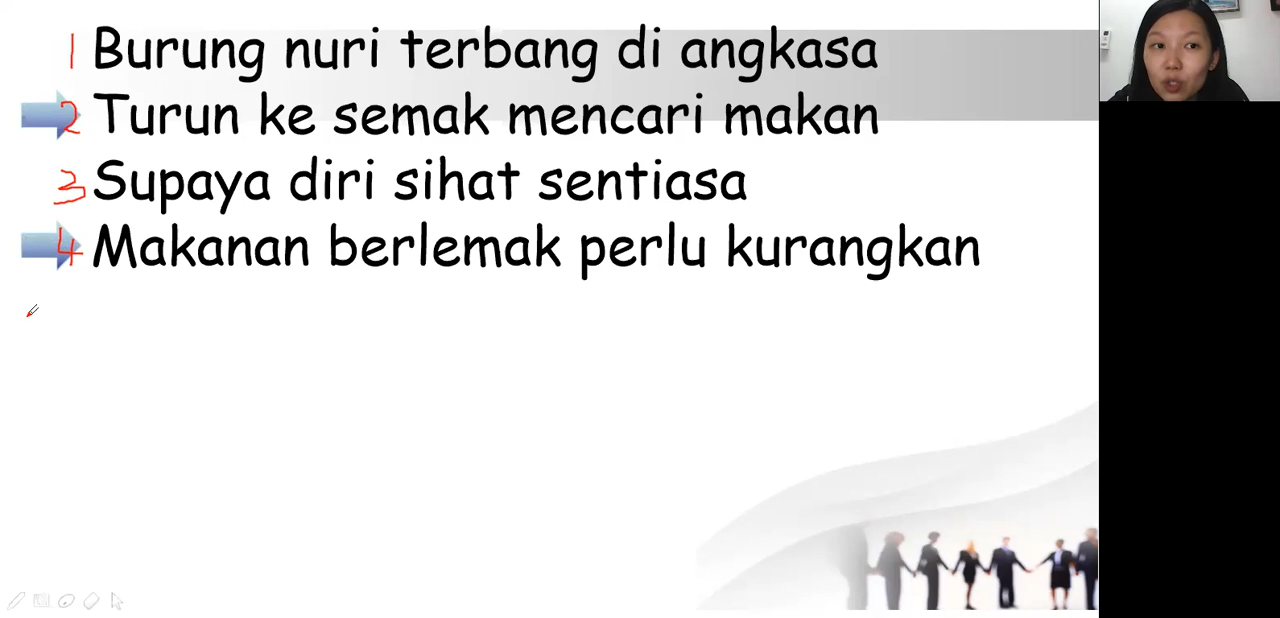 1 Burung nuri terbang di angkasa
2 Turun ke semak mencari makan
3 Supaya diri sihat sentiasa
4 Makanan berlemak perlu kurangkan